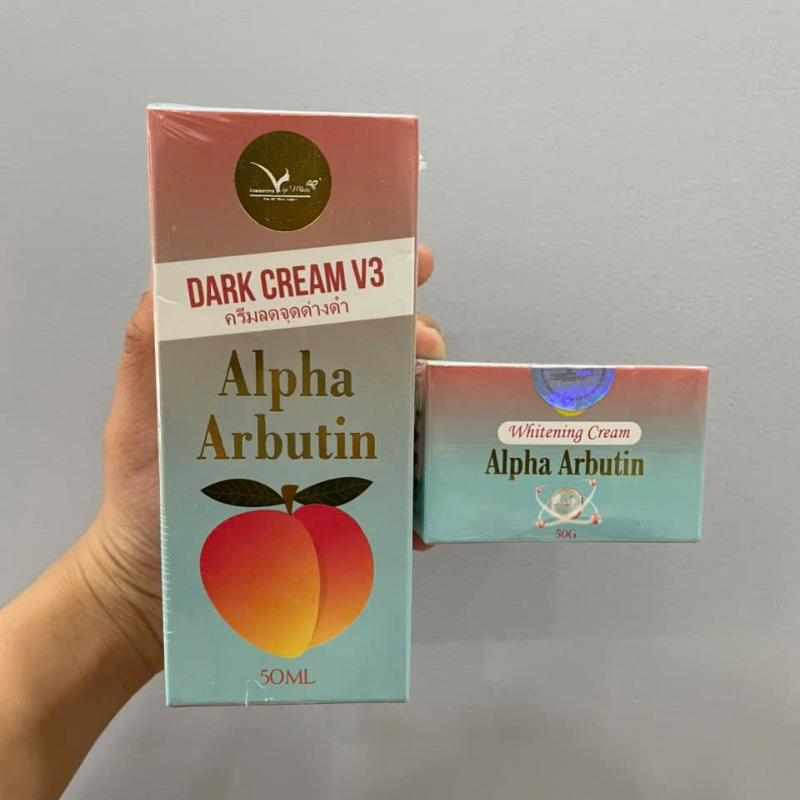 DARK CREAM V3
ครีมลดจุดด่างดำ
Alpha
Arbutin
50ML
Whitening Cream
Alpha Arbutin
50G